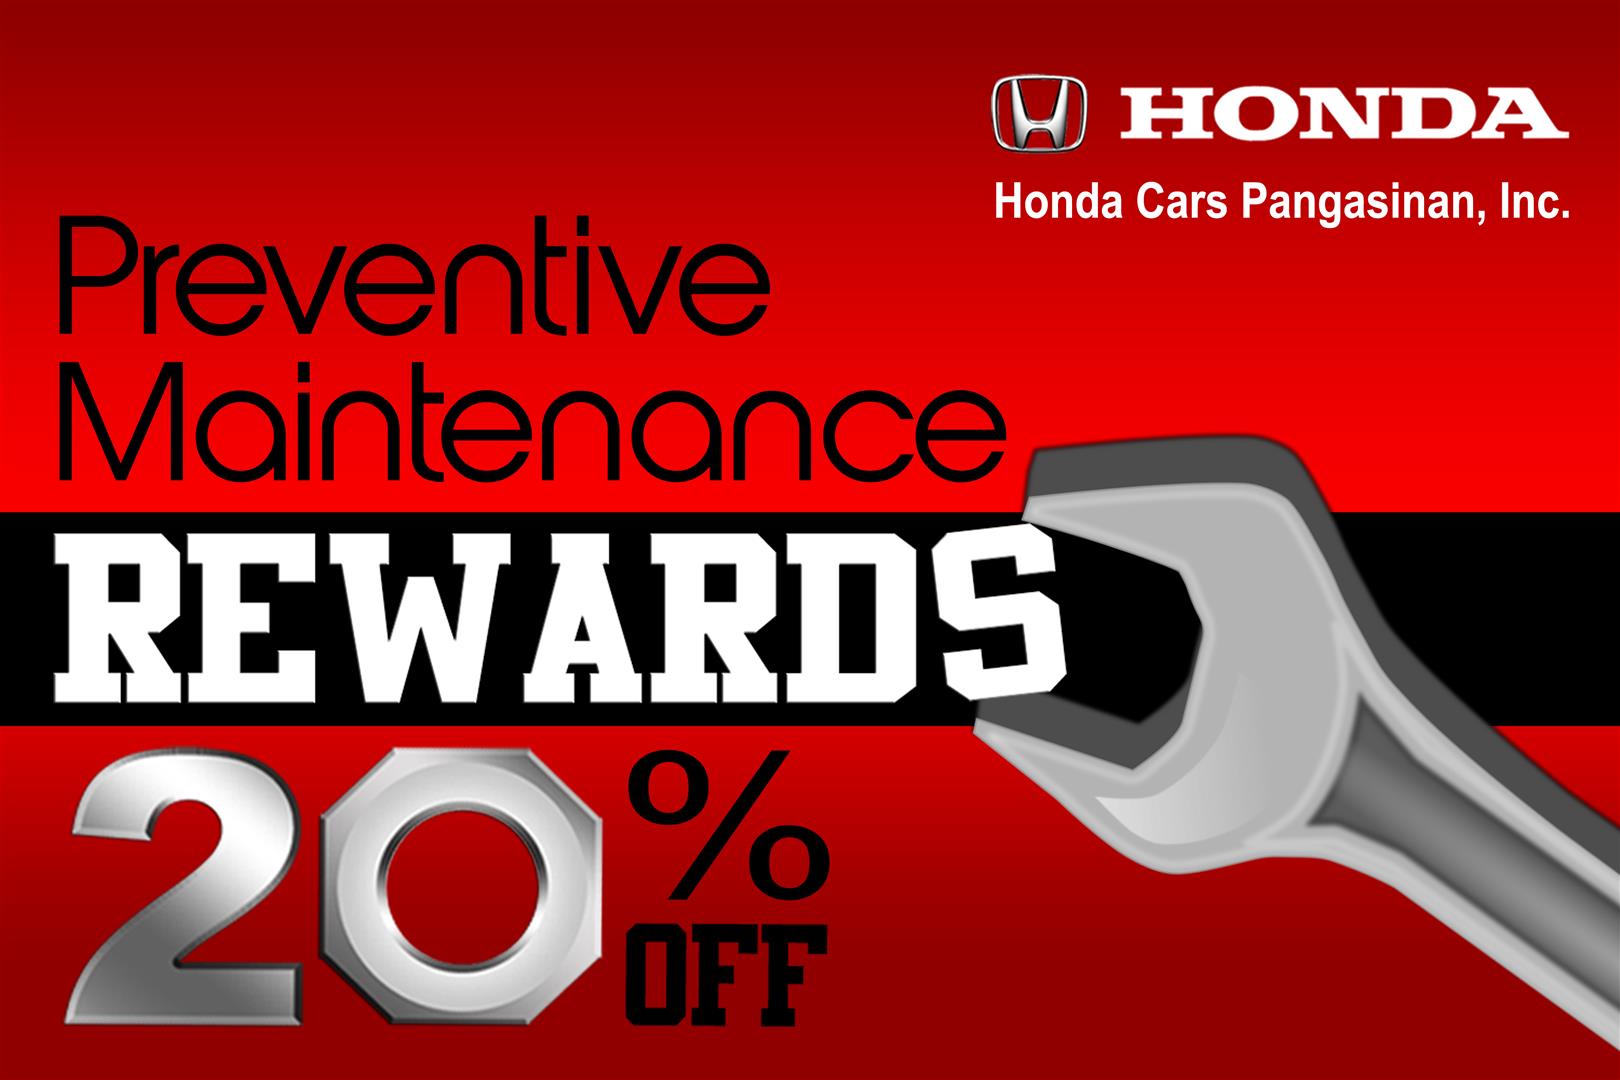 HONDA
Honda Cars Pangasinan, Inc.
Preventive
Maintenance
REWARDS
20%
OFF